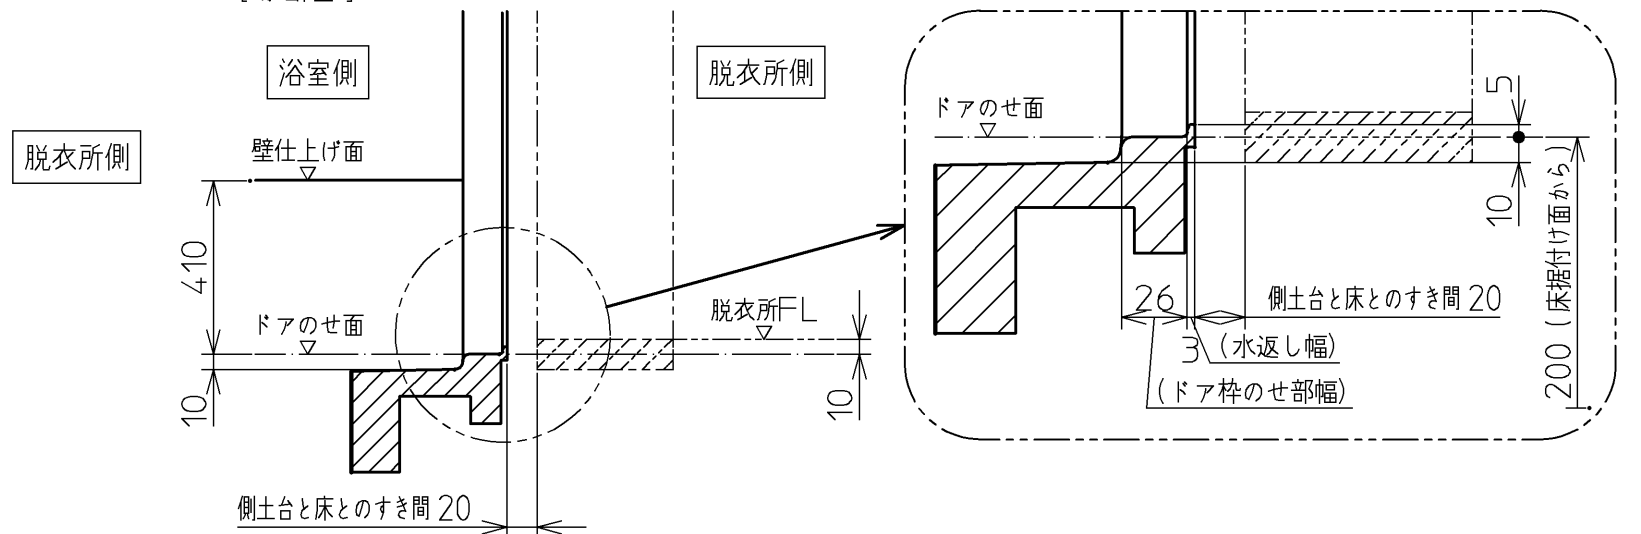 浴室側
脱衣所側
脱衣所側
壁仕上げ面
410
ドアのせ面
10
脱衣所FL
10
側土台と床とのすき間 20
ドアのせ面
5
10
200 (床据付け面から)
26
側土台と床とのすき間 20
3 (水返し幅)
(ドア枠のせ部幅)